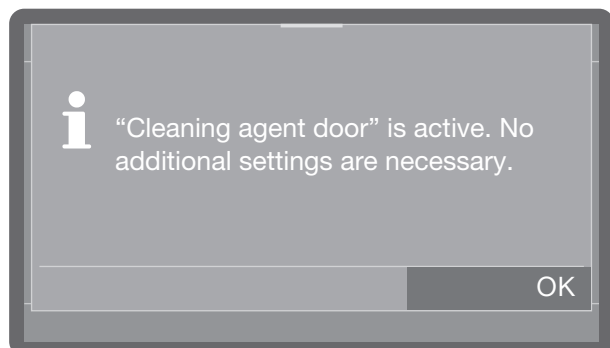 “Cleaning agent door” is active. No
additional settings are necessary.
OK